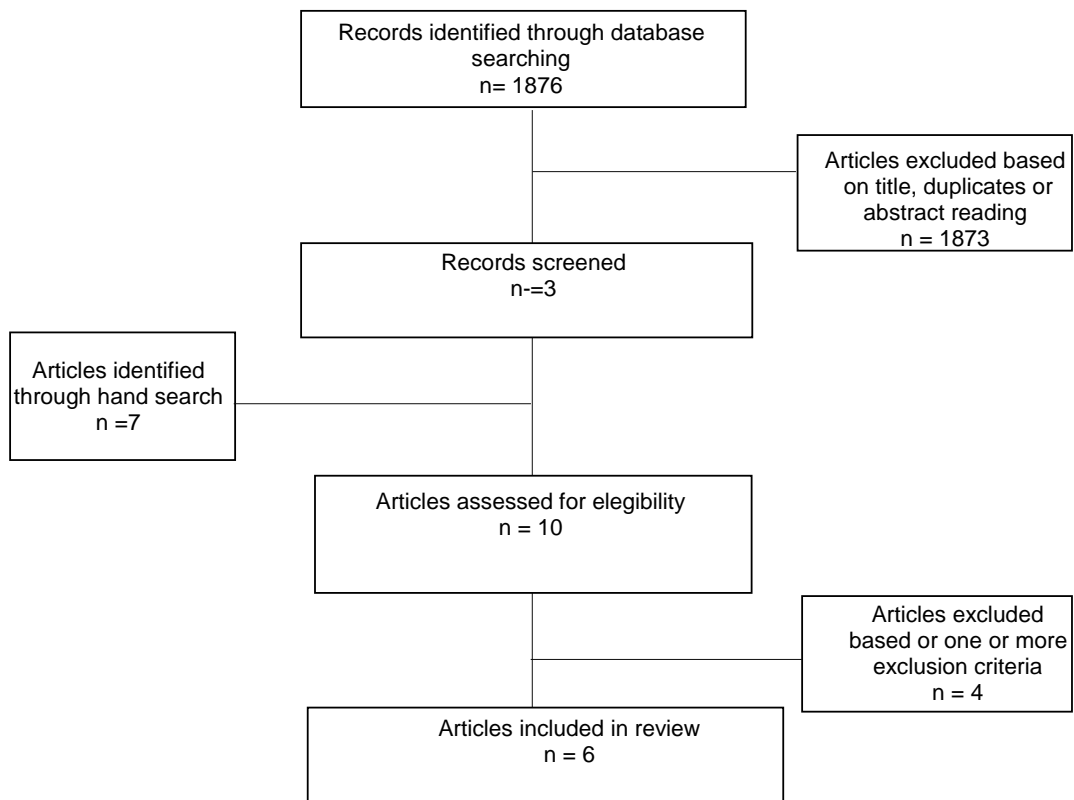 Records identified through database
searching
n= 1876
Articles excluded based
on title, duplicates or
abstract reading
n = 1873
Records screened
n-=3
Articles identified
through hand search
n =7
Articles assessed for elegibility
n = 10
Articles excluded
based or one or more
exclusion criteria
n = 4
Articles included in review
n = 6